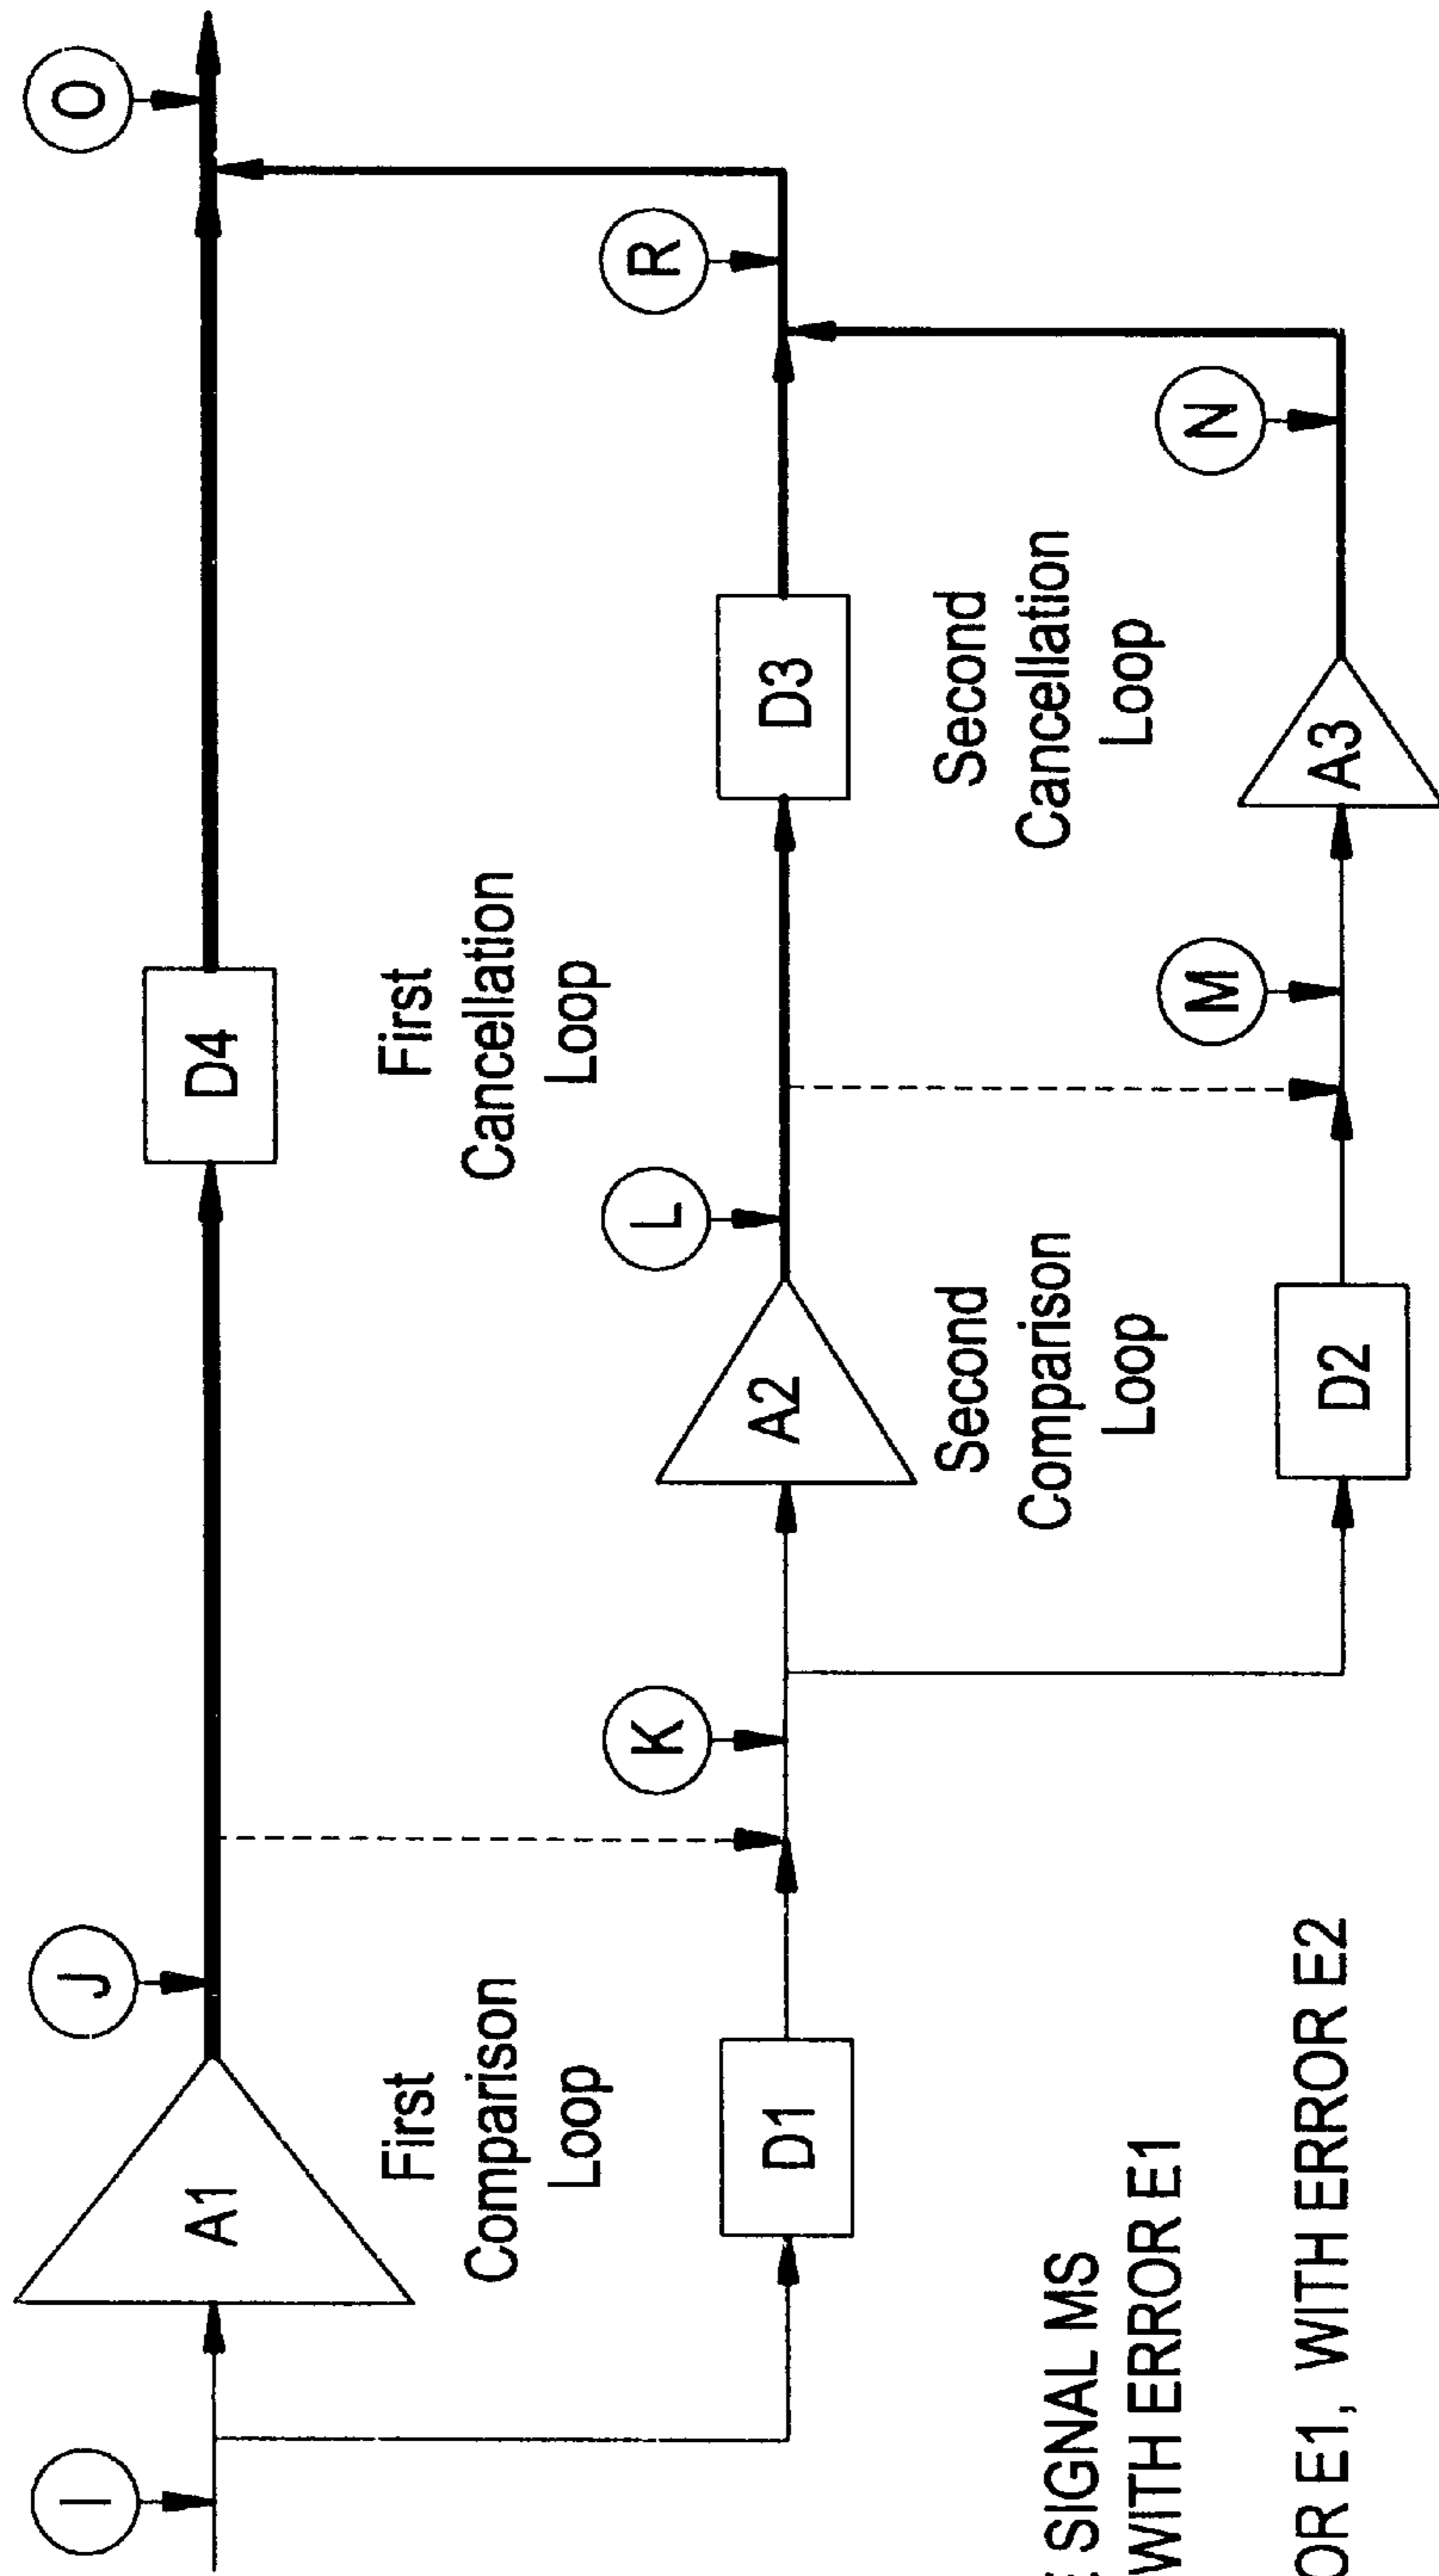 I
J
O
A1
D4
First
Comparison
Loop
First
Cancellation
Loop
K
L
R
D1
A2
D3
Second
Comparison
Loop
Second
Cancellation
Loop
M
N
D2
A3
SIGNAL MS
WITH ERROR E1
E1, WITH ERROR E2